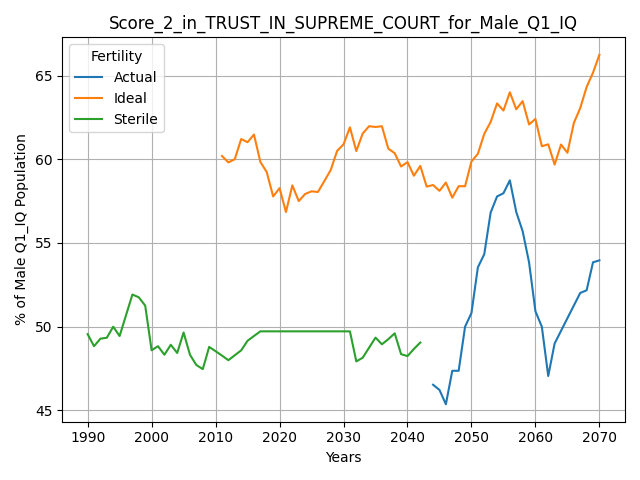 Score_2_in_TRUST_IN_SUPREME_COURT_for_Male_Q1_IQ
Fertility
Actual
Ideal
Sterile
% of Male Q1_IQ Population
65
60
55
50
45
1990 2000 2010 2020 2030 2040 2050 2060 2070
Years